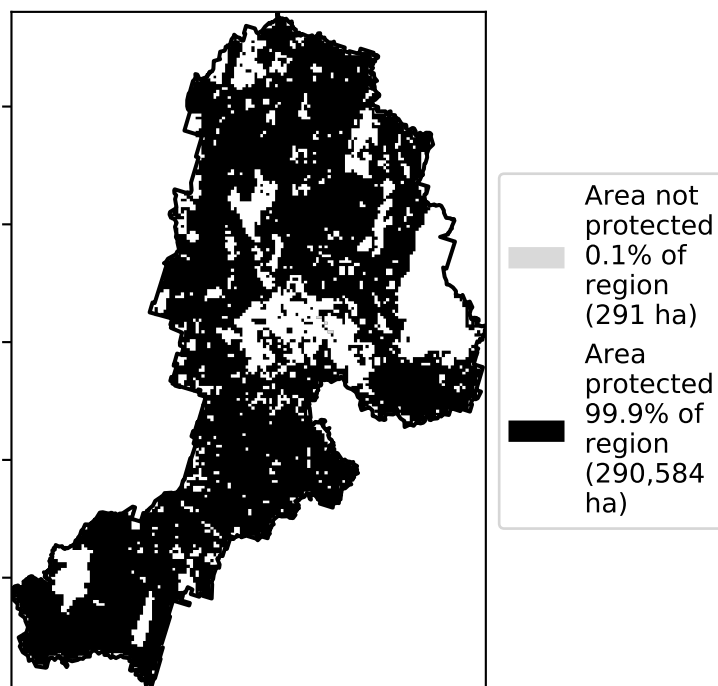 Area not
protected
0.1% of
region
(291 ha)
Area
protected
99.9% of
region
(290,584
ha)